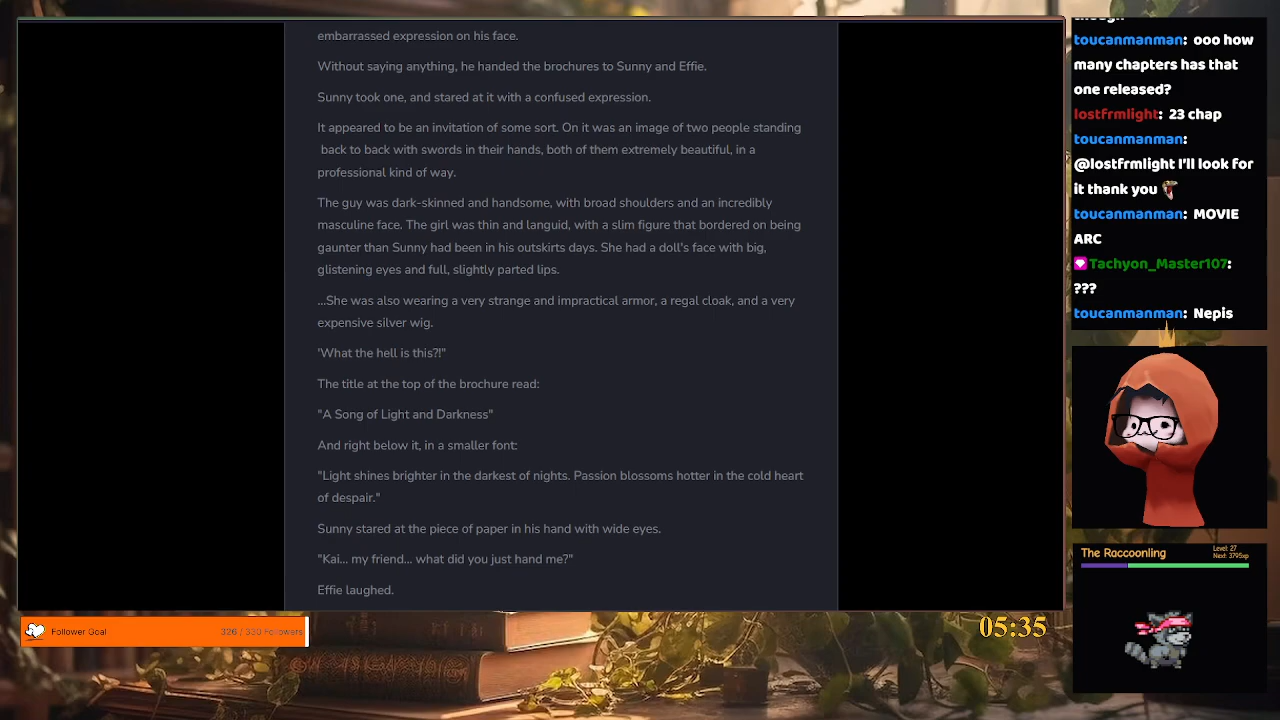 embarrassed expression on his face.
Without saying anything, he handed the brochures to Sunny and Effie.
Sunny took one, and stared at it with a confused expression.
It appeared to be an invitation of some sort. On it was an image of two people standing
back to back with swords in their hands, both of them extremely beautiful, in a
professional kind of way.
The guy was dark-skinned and handsome, with broad shoulders and an incredibly
masculine face. The girl was thin and languid, with a slim figure that bordered on being
gaunter than Sunny had been in his outskirts days. She had a doll's face with big,
glistening eyes and full, slightly parted lips.
...She was also wearing a very strange and impractical armor, a regal cloak, and a very
expensive silver wig.
'What the hell is this?!"
The title at the top of the brochure read:
"A Song of Light and Darkness"
And right below it, in a smaller font:
"Light shines brighter in the darkest of nights. Passion blossoms hotter in the cold heart
of despair."
Sunny stared at the piece of paper in his hand with wide eyes.
"Kai... my friend... what did you just hand me?"
Effie laughed.
toucanmanman: ooo how
many chapters has that
one released?
lostfrmlight: 23 chap
toucanmanman:
@lostfrmlight I'll look for
it thank you
toucanmanman: MOVIE
ARC
Tachyon_Master107:
???
toucanmanman: Nepis
The Raccoonling
Level: 27
Next: 3795xp
Follower Goal
326 / 330 Followers
05:35